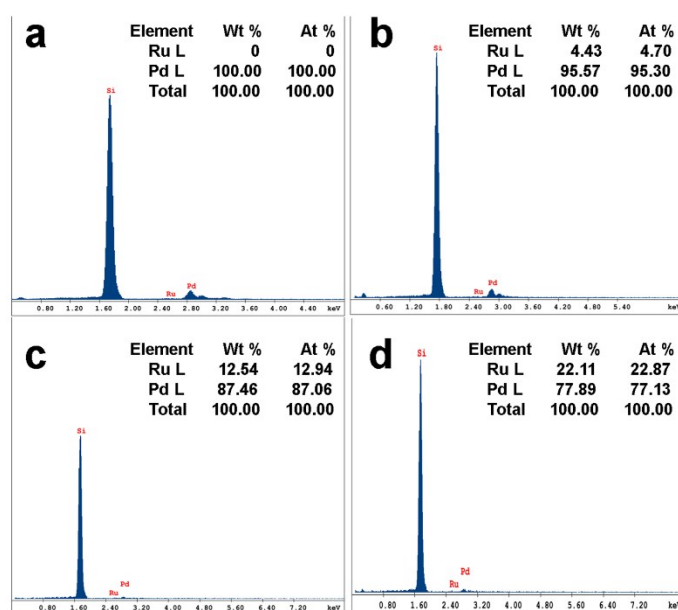 a
Element Wt % At %
Ru L 0 0
Pd L 100.00 100.00
Total 100.00 100.00
Si
Ru Pd
0.80 1.20 1.60 2.00 2.40 2.80 3.20 3.60 4.00 4.40 keV
b
Element Wt % At %
Ru L 4.43 4.70
Pd L 95.57 95.30
Total 100.00 100.00
Si
Ru Pd
0.60 1.20 1.80 2.40 3.00 3.60 4.20 4.80 5.40 keV
c
Element Wt % At %
Ru L 12.54 12.94
Pd L 87.46 87.06
Total 100.00 100.00
Si
Ru Pd
0.80 1.60 2.40 3.20 4.00 4.80 5.60 6.40 7.20 keV
d
Element Wt % At %
Ru L 22.11 22.87
Pd L 77.89 77.13
Total 100.00 100.00
Si
Pd
Ru
0.80 1.60 2.40 3.20 4.00 4.80 5.60 6.40 7.20 keV